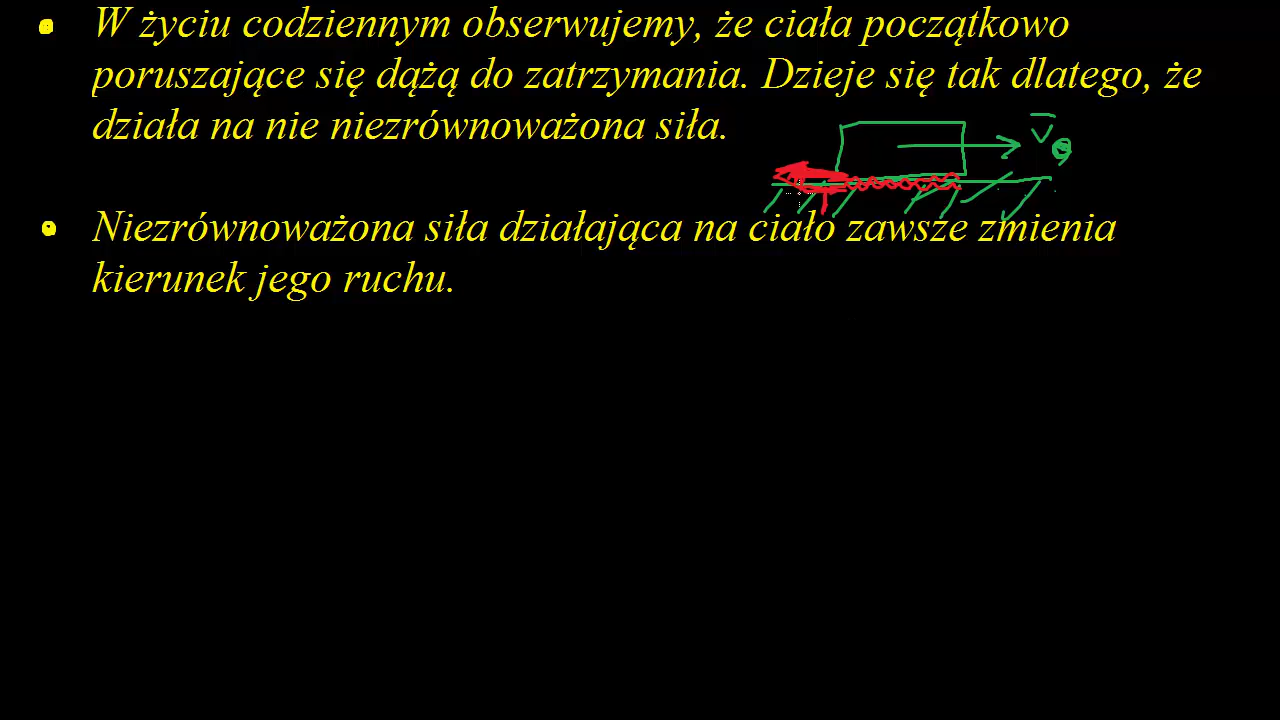 W życiu codziennym obserwujemy, że ciała początkowo
poruszające się dążą do zatrzymania. Dzieje się tak dlatego, że
działa na nie niezrównoważona siła.
V₀
Niezrównoważona siła działająca na ciało zawsze zmienia
kierunek jego ruchu.